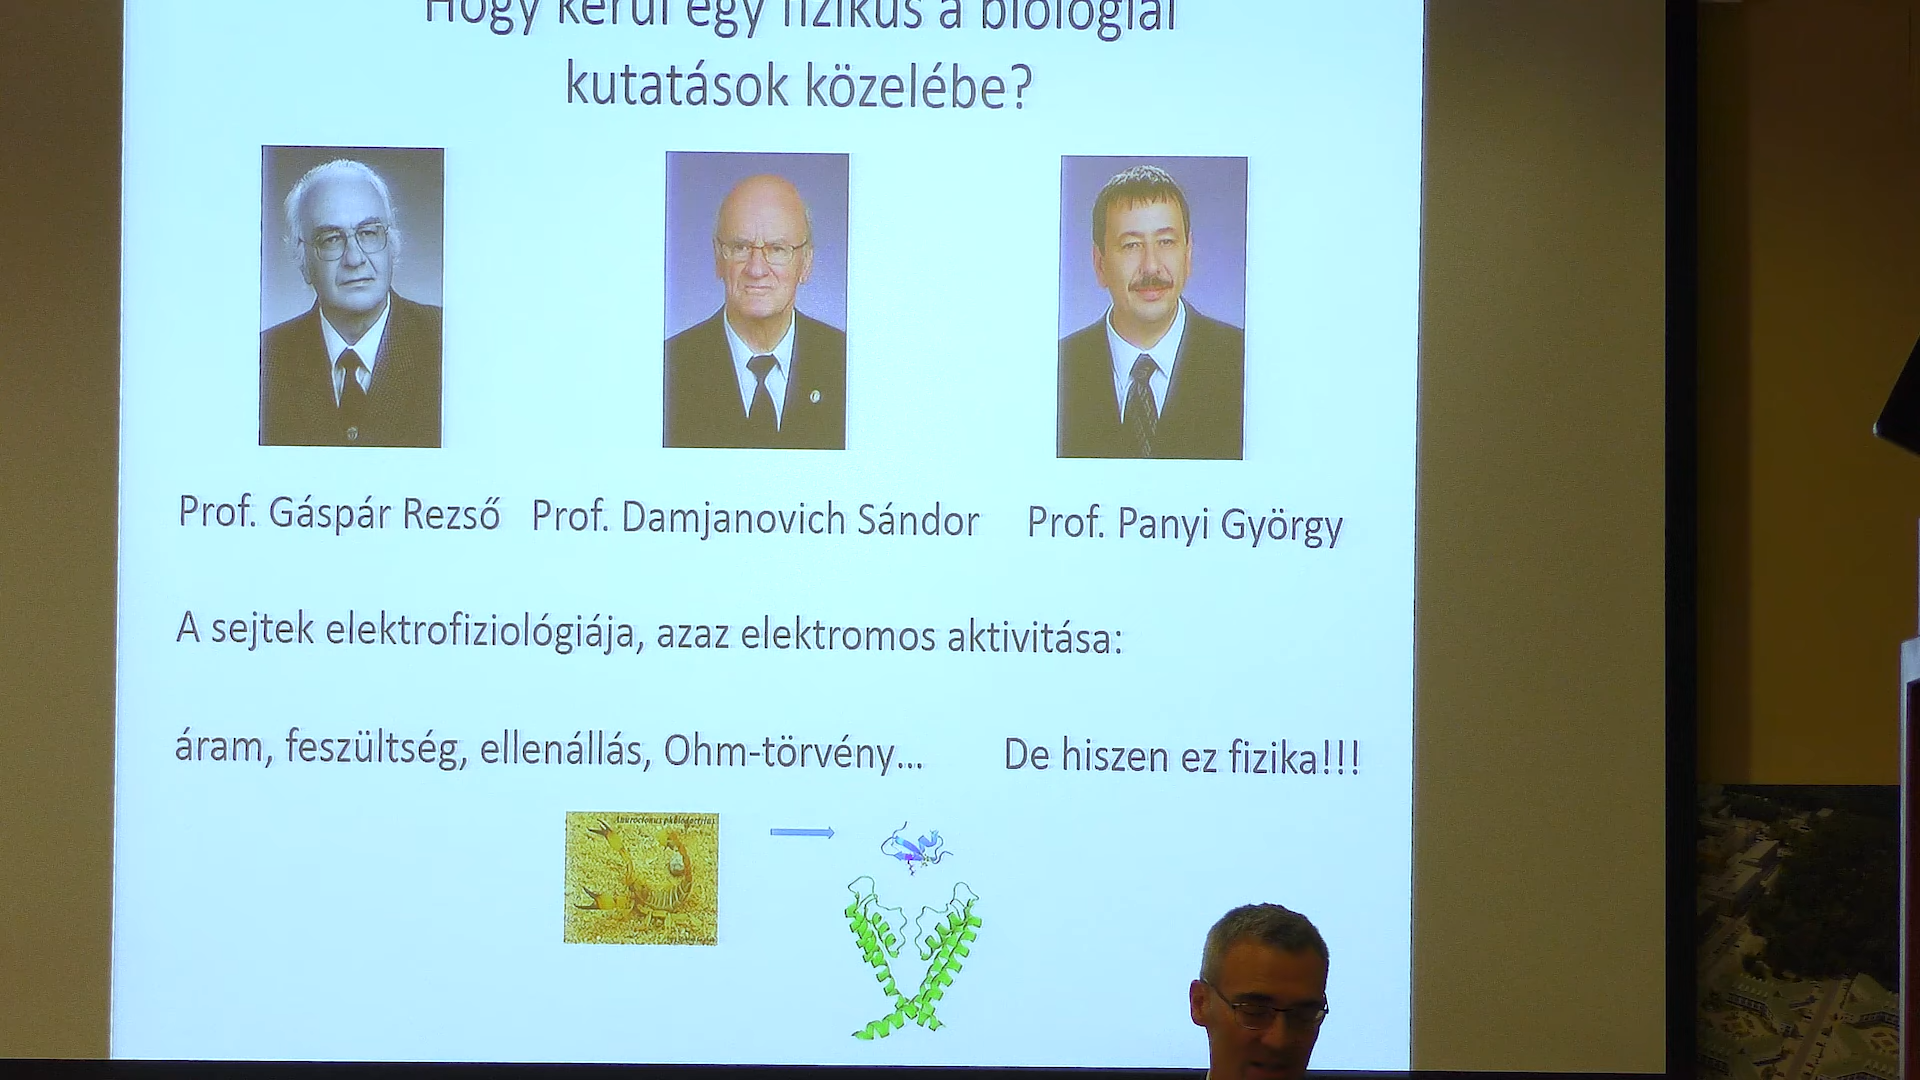 Hogy kerül egy fizikus a biológiai
kutatások közelébe?
Prof. Gáspár Rezső
Prof. Damjanovich Sándor
Prof. Panyi György
A sejtek elektrofiziológiája, azaz elektromos aktivitása:
áram, feszültség, ellenállás, Ohm-törvény...
De hiszen ez fizika!!!